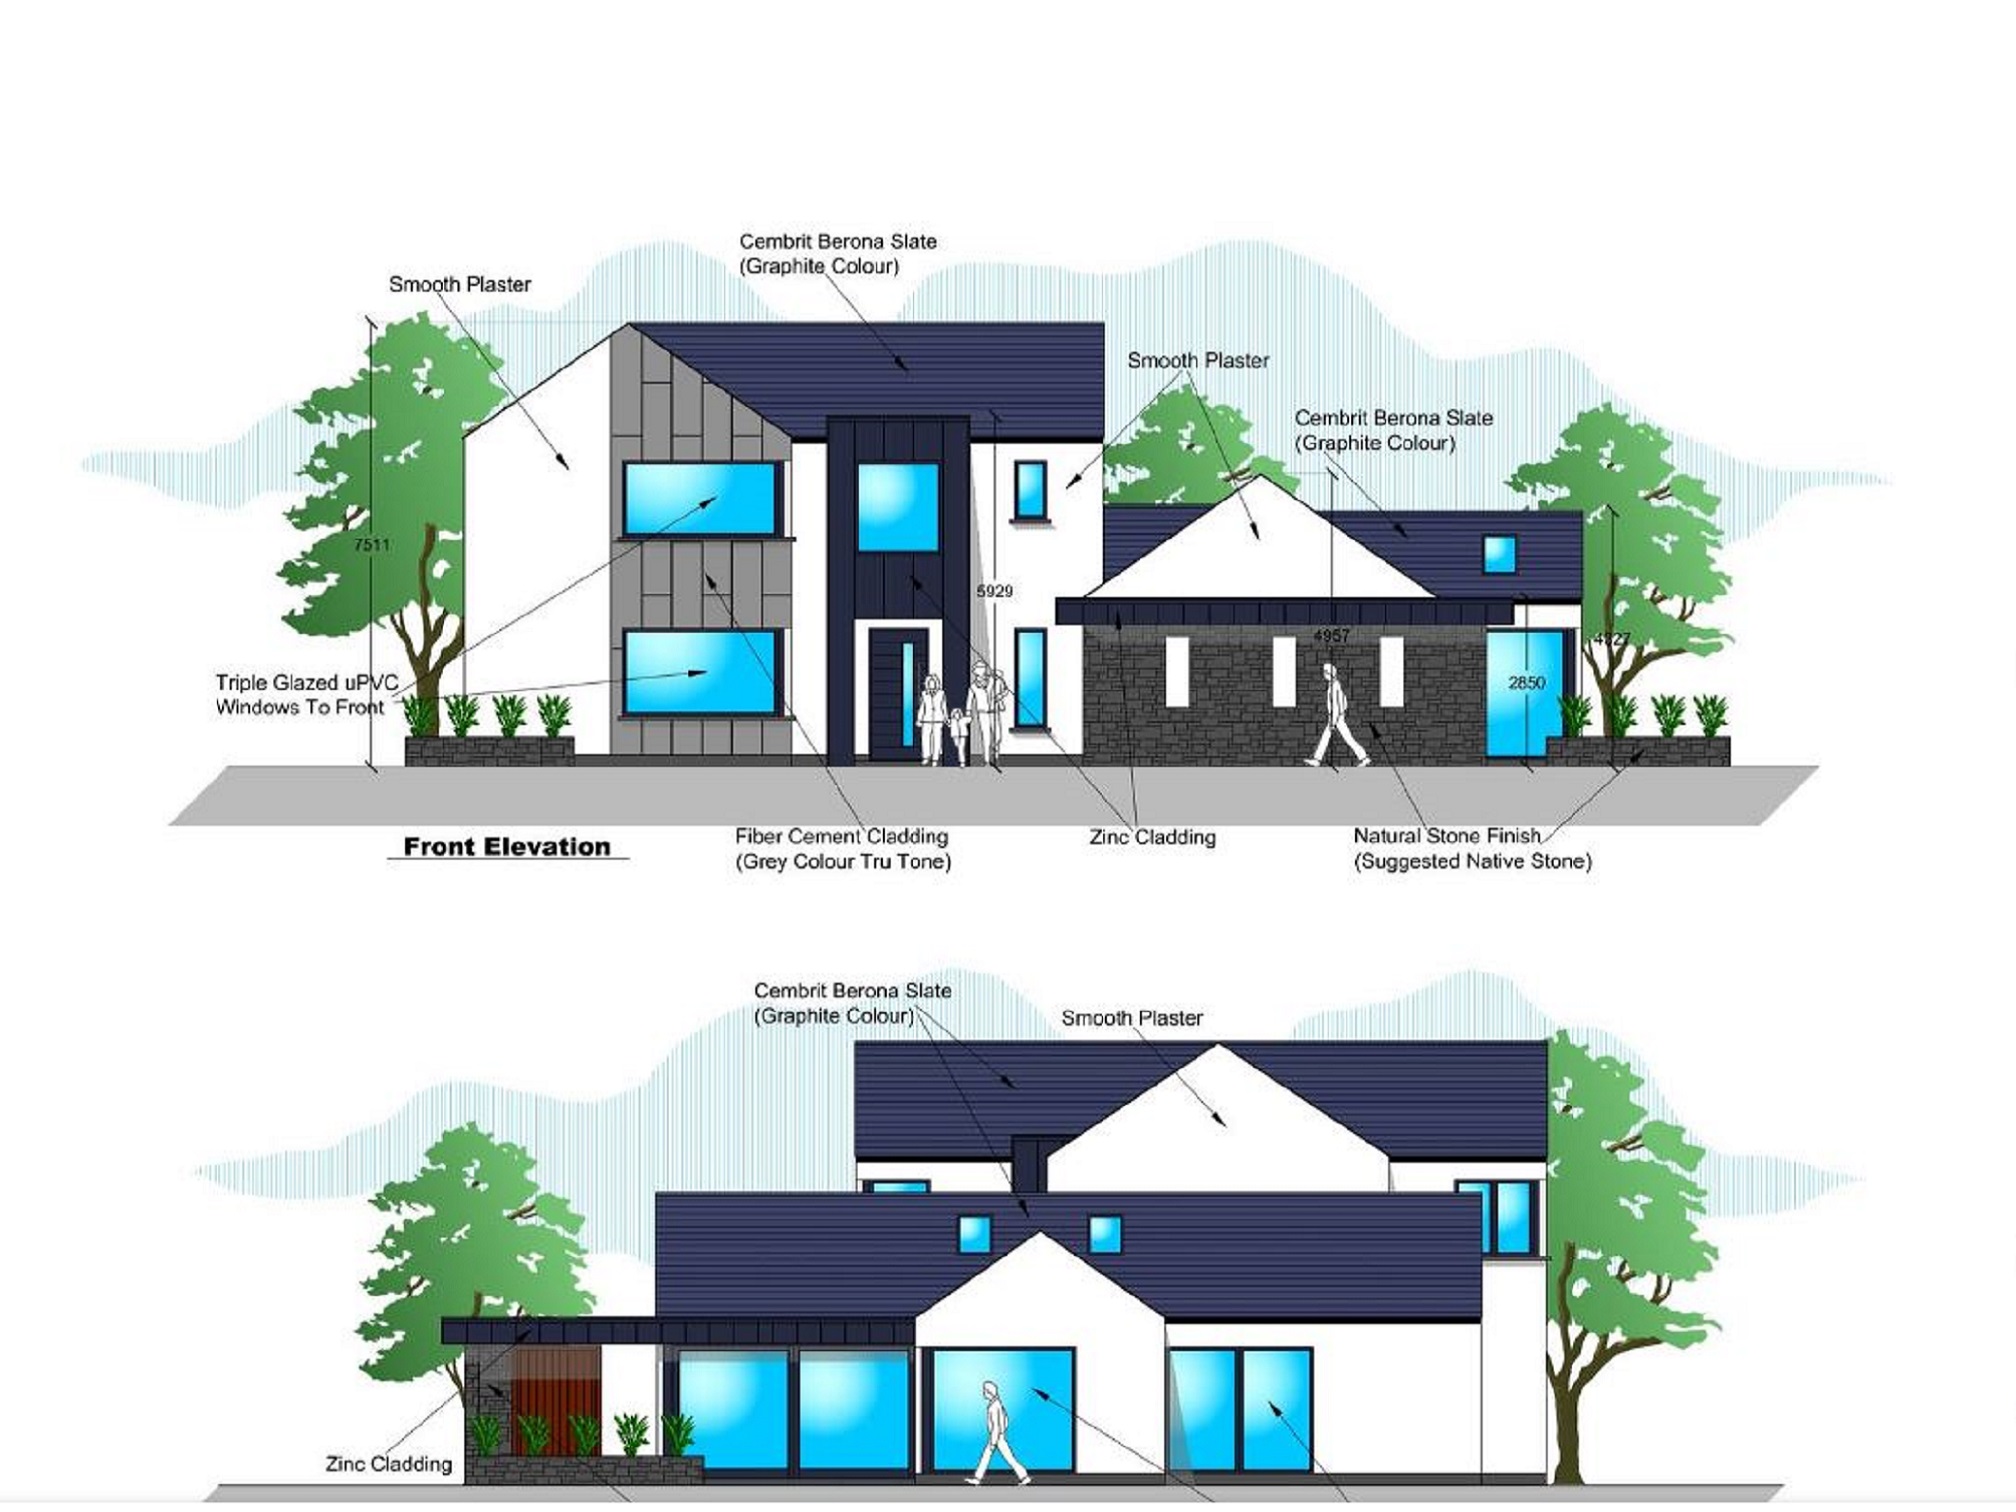 Cembrit Berona Slate
(Graphite Colour)
Smooth Plaster
Smooth Plaster
Cembrit Berona Slate
(Graphite Colour)
7511
5929
4957
4327
2850
Triple Glazed uPVC
Windows To Front
Front Elevation
Fiber Cement Cladding
(Grey Colour Tru Tone)
Zinc Cladding
Natural Stone Finish
(Suggested Native Stone)
Cembrit Berona Slate
(Graphite Colour)
Smooth Plaster
Zinc Cladding